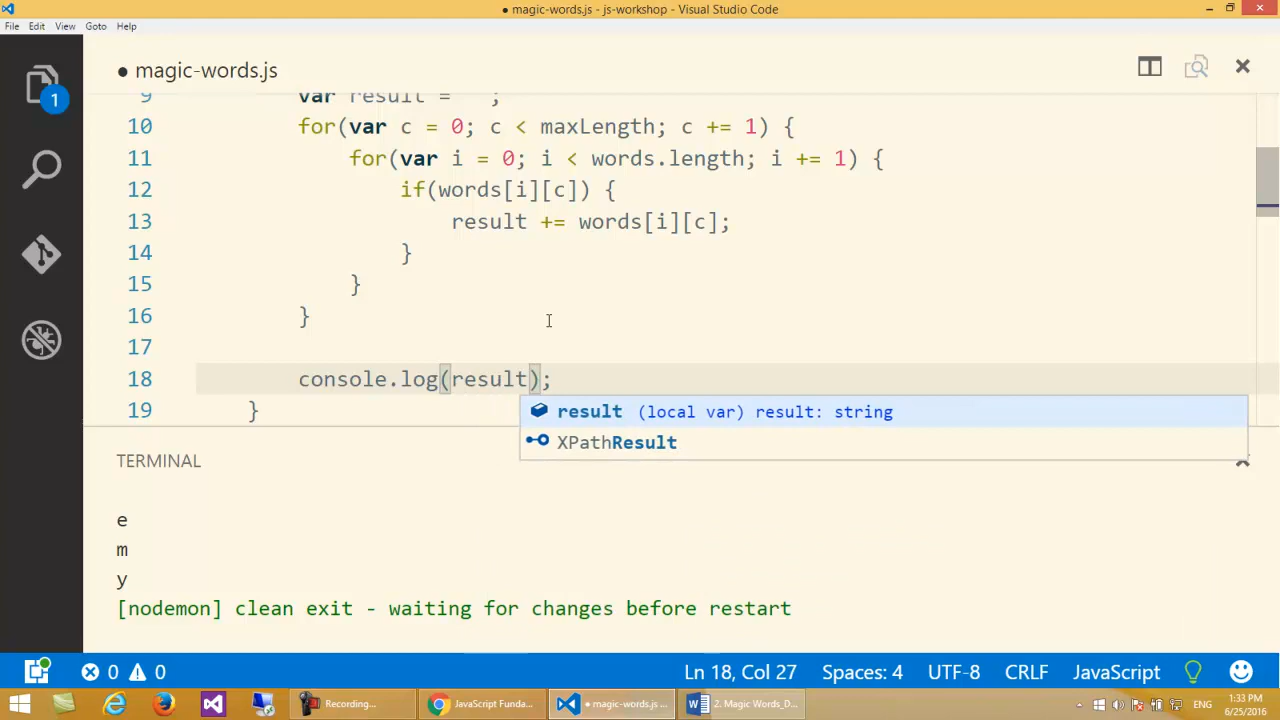 ● magic-words.js - js-workshop - Visual Studio Code
File Edit View Goto Help
1
● magic-words.js
9 var result = '';
10 for(var c = 0; c < maxLength; c += 1) {
11 for(var i = 0; i < words.length; i += 1) {
12 if(words[i][c]) {
13 result += words[i][c];
14 }
15 }
16 }
17
18 console.log(result);
19 }
result (local var) result: string
XPathResult
TERMINAL
e
m
y
[nodemon] clean exit - waiting for changes before restart
0 0 Ln 18, Col 27 Spaces: 4 UTF-8 CRLF JavaScript
Recording... JavaScript Funda... ● magic-words.js ... 2. Magic Words_D... ENG 1:33 PM
6/25/2016